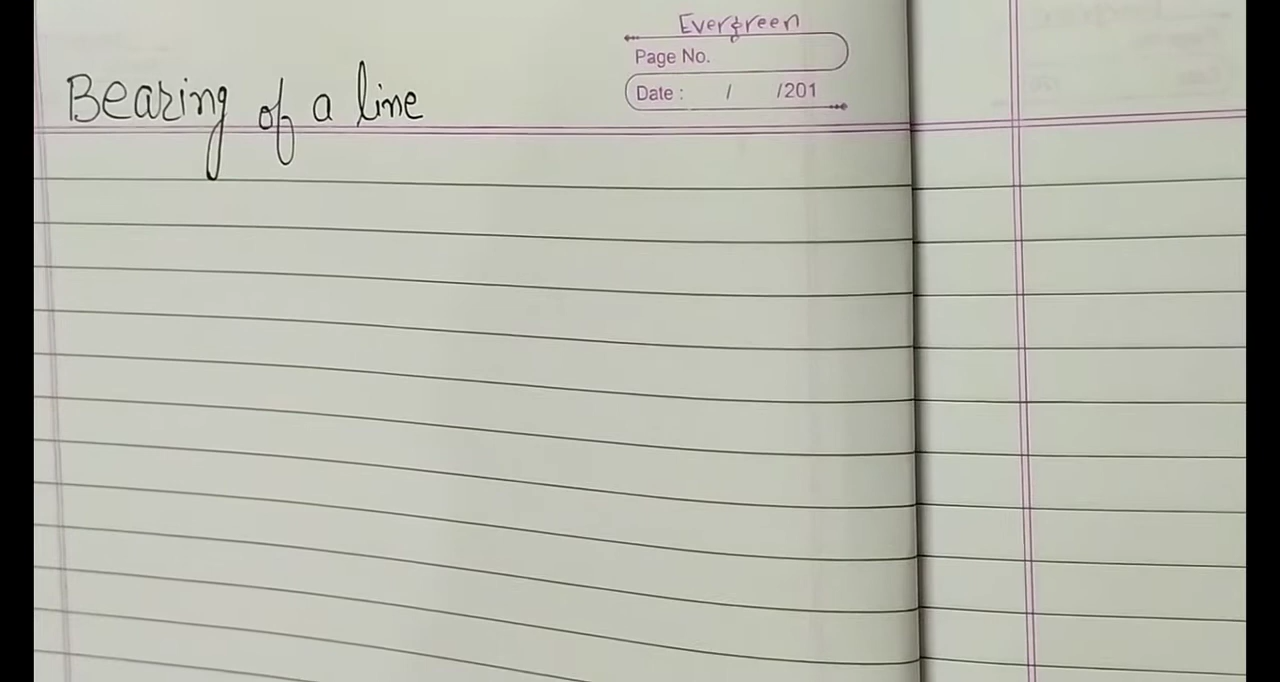 Evergreen
Page No.
Bearing of a line
Date : / /201